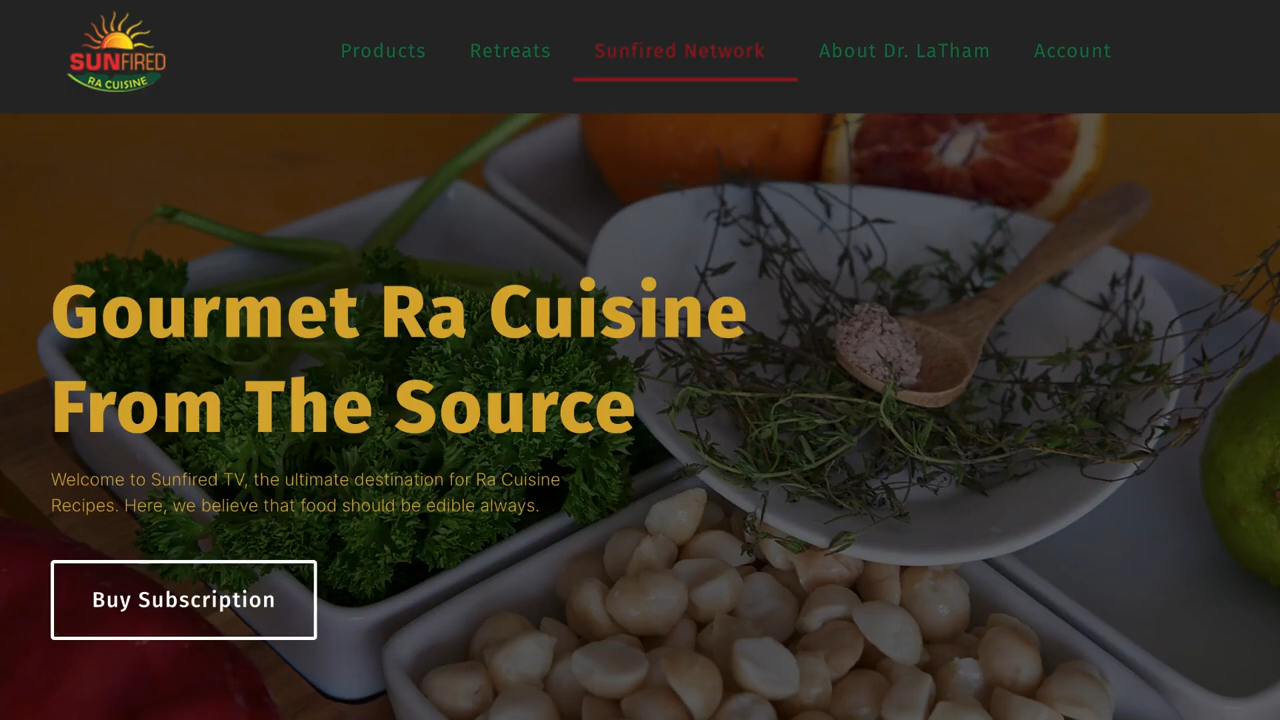 SUNFIRED
RA CUISINE
Products
Retreats
Sunfired Network
About Dr. LaTham
Account
Gourmet Ra Cuisine
From The Source
Welcome to Sunfired TV, the ultimate destination for Ra Cuisine
Recipes. Here, we believe that food should be edible always.
Buy Subscription